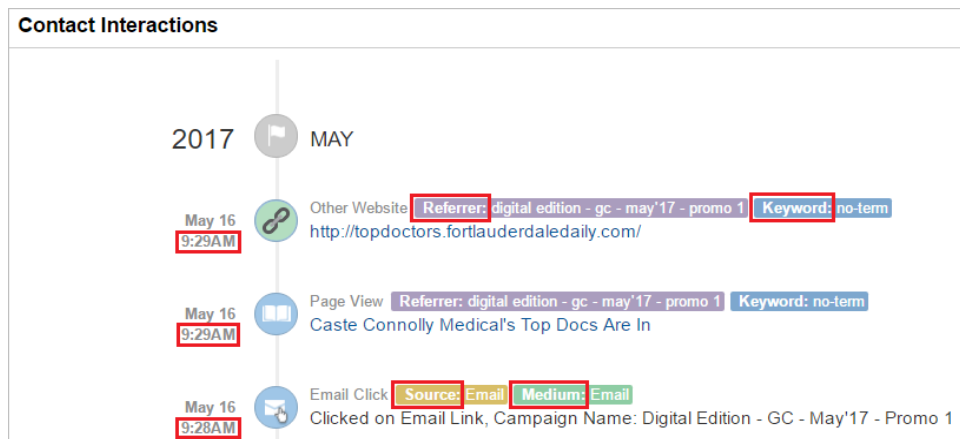 Contact Interactions
2017 MAY
Other Website Referrer: digital edition - gc - may'17 - promo 1 Keyword: no-term
May 16
http://topdoctors.fortlauderdaledaily.com/
9:29AM
Page View Referrer: digital edition - gc - may'17 - promo 1 Keyword: no-term
May 16
Caste Connolly Medical's Top Docs Are In
9:29AM
Email Click Source: Email Medium: Email
May 16
Clicked on Email Link, Campaign Name: Digital Edition - GC - May'17 - Promo 1
9:28AM